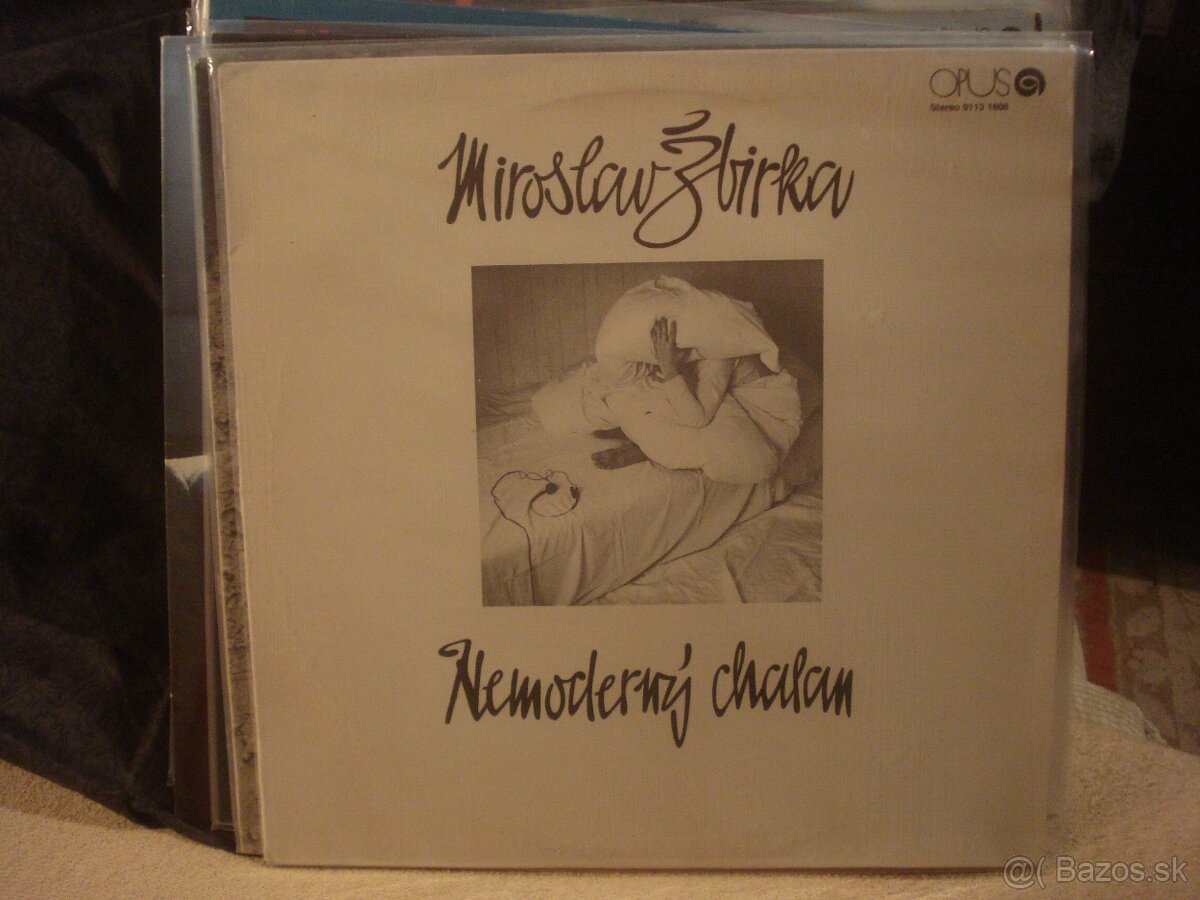 OPUS
Stereo 9113 1606
Miroslav Žbirka
Nemoderný chalan
@( Bazos.sk